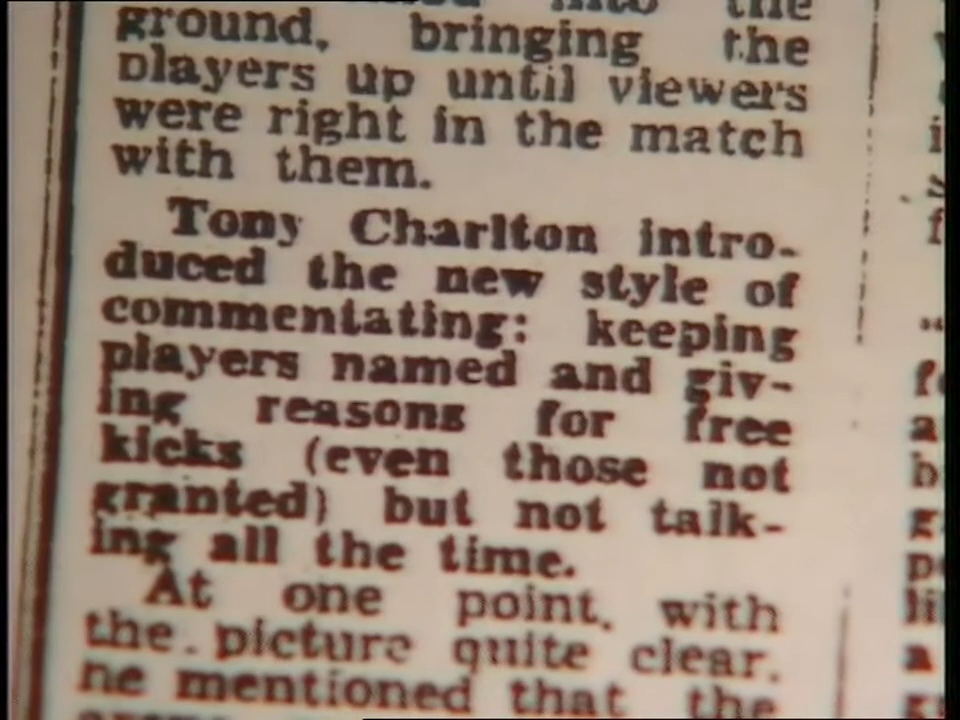 into the
ground, bringing the
players up until viewers
were right in the match
with them.
Tony Charlton intro-
duced the new style of
commentating: keeping
players named and giv-
ing reasons for free
kicks (even those not
granted) but not talk-
ing all the time.
At one point, with
the picture quite clear,
he mentioned that the